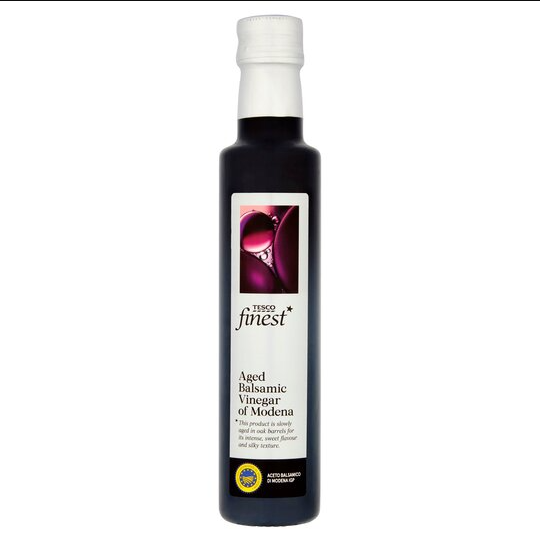 TESCO
finest*
Aged
Balsamic
Vinegar
of Modena
*This product is slowly
aged in oak barrels for
its intense, sweet flavour
and silky texture.
ACETO BALSAMICO
DI MODENA IGP